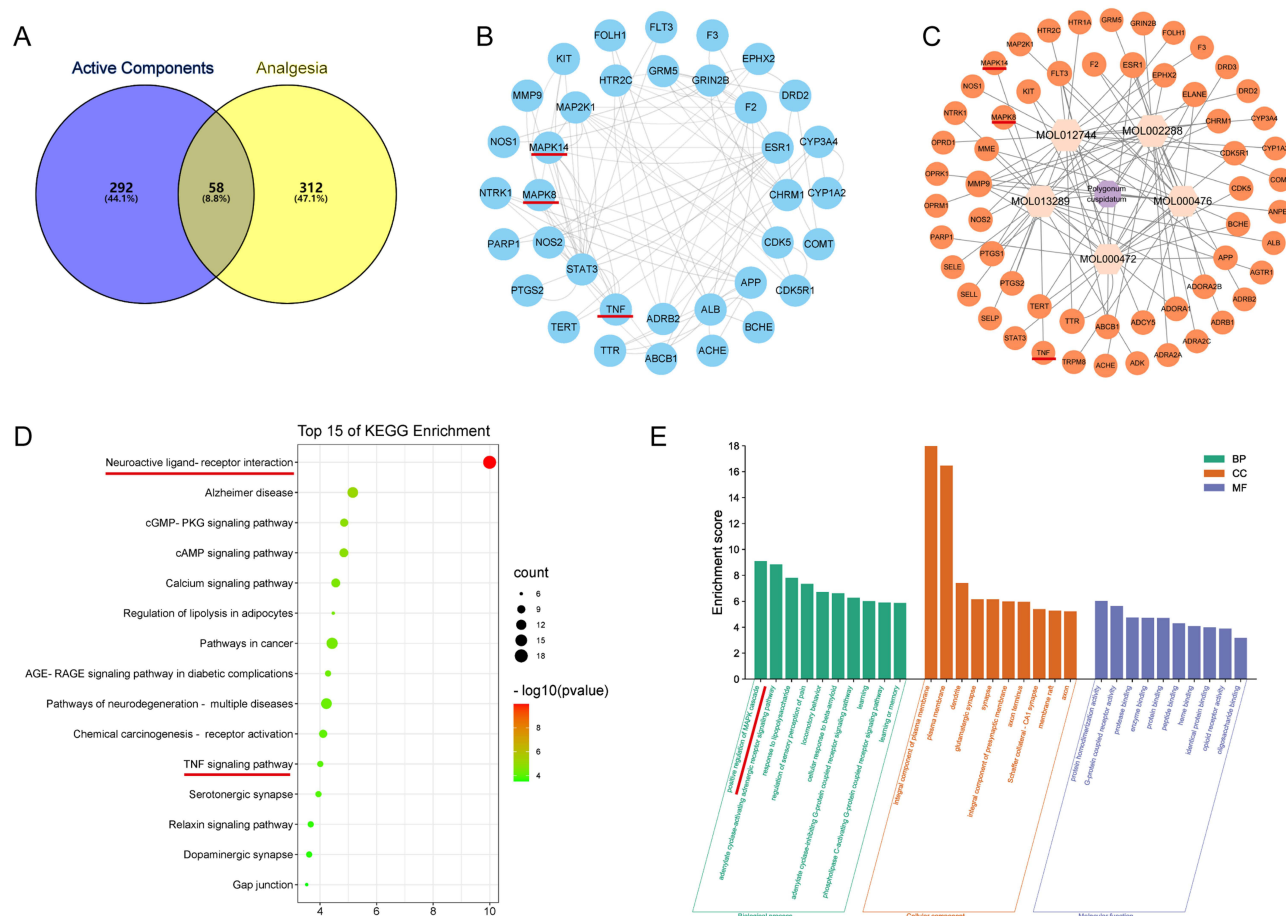 A
Active Components
Analgesia
292
(44.1%)
58
(8.8%)
312
(47.1%)
B
FLT3
F3
FOLH1
EPHX2
KIT
HTR2C
GRM5
GRIN2B
DRD2
MMP9
MAP2K1
F2
NOS1
MAPK14
ESR1
CYP3A4
NTRK1
MAPK8
CHRM1
CYP1A2
PARP1
NOS2
CDK5
COMT
STAT3
PTGS2
APP
CDK5R1
TNF
ADRB2
ALB
TERT
BCHE
TTR
ABCB1
ACHE
C
HTR1A
GRM5
HTR2C
GRIN2B
MAP2K1
FOLH1
MAPK14
FLT3
F2
ESR1
F3
NOS1
KIT
EPHX2
DRD3
ELANE
DRD2
NTRK1
MAPK8
CHRM1
CYP3A4
OPRD1
MME
MOL012744
MOL002288
CDK5R1
CYP1A2
OPRK1
MMP9
CDK5
COMT
OPRM1
MOL013289
Polygonum
cuspidatum
MOL000476
ANPEP
NOS2
BCHE
PARP1
PTGS1
MOL000472
APP
ALB
SELE
PTGS2
ADORA2B
AGTR1
SELL
TERT
ADORA1
ADRB2
SELP
TTR
ABCB1
ADCY5
ADRB1
STAT3
ADRA2C
TNF
TRPM8
ACHE
ADK
ADRA2A
D
Top 15 of KEGG Enrichment
Neuroactive ligand- receptor interaction
Alzheimer disease
cGMP- PKG signaling pathway
cAMP signaling pathway
Calcium signaling pathway
Regulation of lipolysis in adipocytes
Pathways in cancer
AGE- RAGE signaling pathway in diabetic complications
Pathways of neurodegeneration - multiple diseases
Chemical carcinogenesis - receptor activation
TNF signaling pathway
Serotonergic synapse
Relaxin signaling pathway
Dopaminergic synapse
Gap junction
4
5
6
7
8
9
10
count
6
9
12
15
18
- log10(pvalue)
8
6
4
E
Enrichment score
18
16
14
12
10
8
6
4
2
0
BP
CC
MF
positive regulation of MAPK cascade
adenylate cyclase-activating adrenergic receptor signaling pathway
response to lipopolysaccharide
regulation of sensory perception of pain
locomotory behavior
cellular response to beta-amyloid
adenylate cyclase-inhibiting G-protein coupled receptor signaling pathway
learning
phospholipase C-activating G-protein coupled receptor signaling pathway
learning or memory
integral component of plasma membrane
plasma membrane
dendrite
glutamatergic synapse
synapse
integral component of presynaptic membrane
axon terminus
Schaffer collateral - CA1 synapse
membrane raft
axon
protein homodimerization activity
G-protein coupled receptor activity
protease binding
enzyme binding
protein binding
peptide binding
heme binding
identical protein binding
opioid receptor activity
oligosaccharide binding